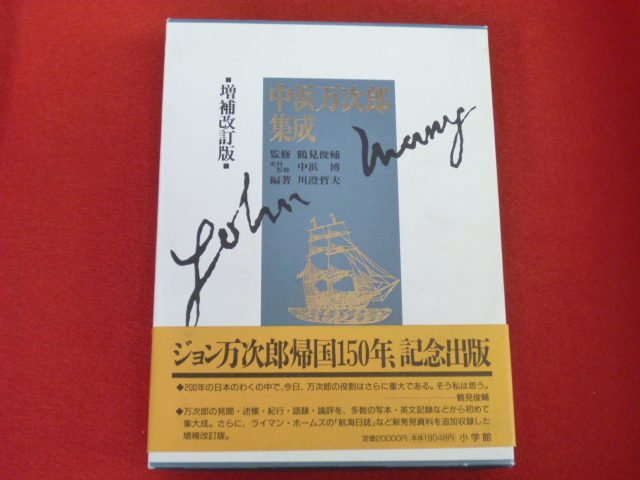 増補改訂版
中浜万次郎
集成
監修 鶴見俊輔
史料監修 中浜 博
編著 川澄哲夫
John Mung
ジョン万次郎帰国150年、記念出版
●200年の日本のわくの中で、今日、万次郎の役割はさらに重大である。そう私は思う。
鶴見俊輔
●万次郎の見聞・述懐・紀行・語録・論評を、多数の写本・英文記録などから初めて
集大成。さらに、ライマン・ホームズの「航海日誌」など新発見資料を追加収録した
増補改訂版。
定価20000円 本体19048円 小学館